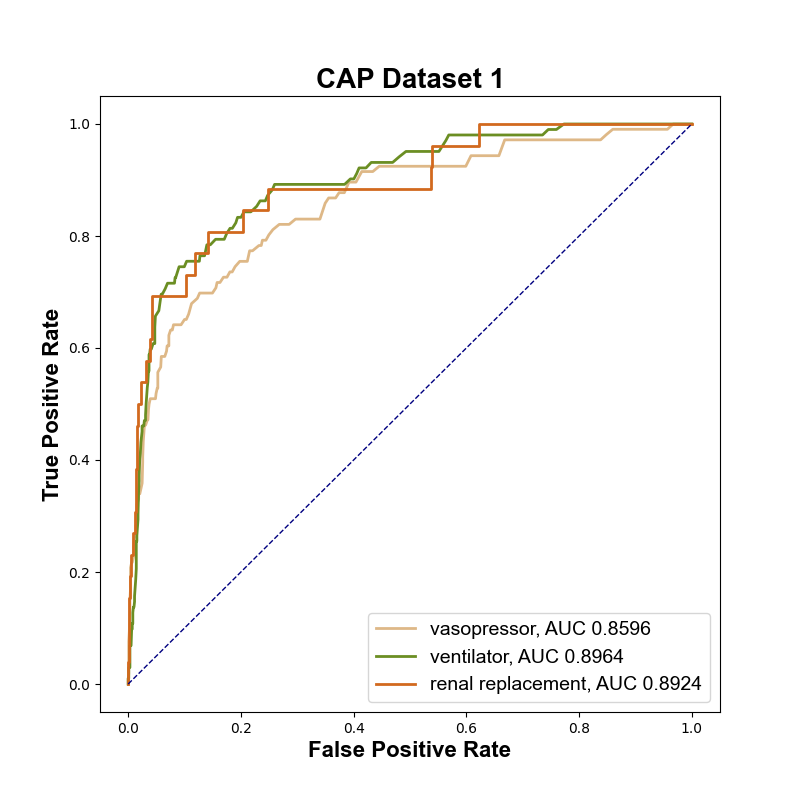 CAP Dataset 1
True Positive Rate
1.0
0.8
0.6
0.4
0.2
0.0
vasopressor, AUC 0.8596
ventilator, AUC 0.8964
renal replacement, AUC 0.8924
0.0 0.2 0.4 0.6 0.8 1.0
False Positive Rate